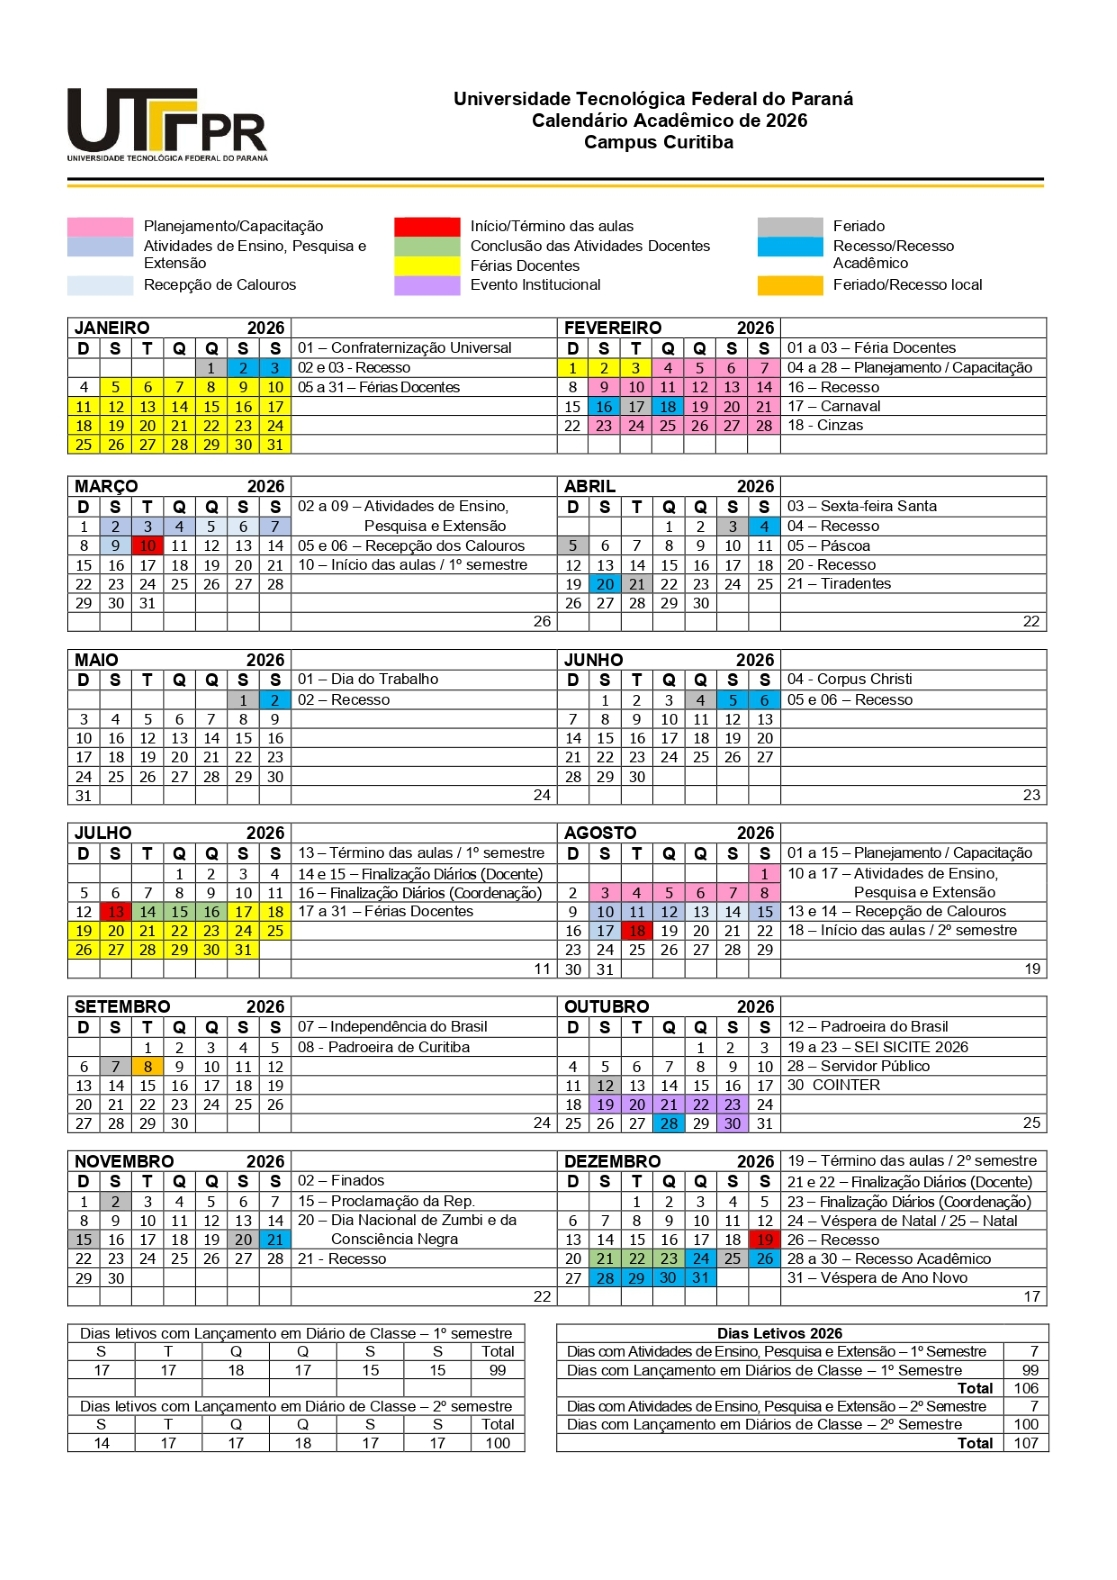 UTFPR
UNIVERSIDADE TECNOLÓGICA FEDERAL DO PARANÁ
Universidade Tecnológica Federal do Paraná
Calendário Acadêmico de 2026
Campus Curitiba
Planejamento/Capacitação Início/Término das aulas Feriado
Atividades de Ensino, Pesquisa e Conclusão das Atividades Docentes Recesso/Recesso
Extensão Férias Docentes Acadêmico
Recepção de Calouros Evento Institucional Feriado/Recesso local
JANEIRO 2026
D S T Q Q S S 01 – Confraternização Universal
1 2 3 02 e 03 - Recesso
4 5 6 7 8 9 10 05 a 31 – Férias Docentes
11 12 13 14 15 16 17
18 19 20 21 22 23 24
25 26 27 28 29 30 31
FEVEREIRO 2026
D S T Q Q S S 01 a 03 – Féria Docentes
1 2 3 4 5 6 7 04 a 28 – Planejamento / Capacitação
8 9 10 11 12 13 14 16 – Recesso
15 16 17 18 19 20 21 17 – Carnaval
22 23 24 25 26 27 28 18 - Cinzas
MARÇO 2026
D S T Q Q S S 02 a 09 – Atividades de Ensino,
1 2 3 4 5 6 7 Pesquisa e Extensão
8 9 10 11 12 13 14 05 e 06 – Recepção dos Calouros
15 16 17 18 19 20 21 10 – Início das aulas / 1º semestre
22 23 24 25 26 27 28
29 30 31
26
ABRIL 2026
D S T Q Q S S 03 – Sexta-feira Santa
1 2 3 4 04 – Recesso
5 6 7 8 9 10 11 05 – Páscoa
12 13 14 15 16 17 18 20 - Recesso
19 20 21 22 23 24 25 21 – Tiradentes
26 27 28 29 30
22
MAIO 2026
D S T Q Q S S 01 – Dia do Trabalho
1 2 02 – Recesso
3 4 5 6 7 8 9
10 16 12 13 14 15 16
17 18 19 20 21 22 23
24 25 26 27 28 29 30
31 24
JUNHO 2026
D S T Q Q S S 04 - Corpus Christi
1 2 3 4 5 6 05 e 06 – Recesso
7 8 9 10 11 12 13
14 15 16 17 18 19 20
21 22 23 24 25 26 27
28 29 30
23
JULHO 2026
D S T Q Q S S 13 – Término das aulas / 1º semestre
1 2 3 4 14 e 15 – Finalização Diários (Docente)
5 6 7 8 9 10 11 16 – Finalização Diários (Coordenação)
12 13 14 15 16 17 18 17 a 31 – Férias Docentes
19 20 21 22 23 24 25
26 27 28 29 30 31
11
AGOSTO 2026
D S T Q Q S S 01 a 15 – Planejamento / Capacitação
1 10 a 17 – Atividades de Ensino,
2 3 4 5 6 7 8 Pesquisa e Extensão
9 10 11 12 13 14 15 13 e 14 – Recepção de Calouros
16 17 18 19 20 21 22 18 – Início das aulas / 2º semestre
23 24 25 26 27 28 29
30 31 19
SETEMBRO 2026
D S T Q Q S S 07 – Independência do Brasil
1 2 3 4 5 08 - Padroeira de Curitiba
6 7 8 9 10 11 12
13 14 15 16 17 18 19
20 21 22 23 24 25 26
27 28 29 30 24
OUTUBRO 2026
D S T Q Q S S 12 – Padroeira do Brasil
1 2 3 19 a 23 – SEI SICITE 2026
4 5 6 7 8 9 10 28 – Servidor Público
11 12 13 14 15 16 17 30 COINTER
18 19 20 21 22 23 24
25 26 27 28 29 30 31 25
NOVEMBRO 2026
D S T Q Q S S 02 – Finados
1 2 3 4 5 6 7 15 – Proclamação da Rep.
8 9 10 11 12 13 14 20 – Dia Nacional de Zumbi e da
15 16 17 18 19 20 21 Consciência Negra
22 23 24 25 26 27 28 21 - Recesso
29 30
22
DEZEMBRO 2026 19 – Término das aulas / 2º semestre
D S T Q Q S S 21 e 22 – Finalização Diários (Docente)
1 2 3 4 5 23 – Finalização Diários (Coordenação)
6 7 8 9 10 11 12 24 – Véspera de Natal / 25 – Natal
13 14 15 16 17 18 19 26 – Recesso
20 21 22 23 24 25 26 28 a 30 – Recesso Acadêmico
27 28 29 30 31 31 – Véspera de Ano Novo
17
Dias letivos com Lançamento em Diário de Classe – 1º semestre
S T Q Q S S Total
17 17 18 17 15 15 99
Dias letivos com Lançamento em Diário de Classe – 2º semestre
S T Q Q S S Total
14 17 17 18 17 17 100
Dias Letivos 2026
Dias com Atividades de Ensino, Pesquisa e Extensão – 1º Semestre 7
Dias com Lançamento em Diários de Classe – 1º Semestre 99
Total 106
Dias com Atividades de Ensino, Pesquisa e Extensão – 2º Semestre 7
Dias com Lançamento em Diários de Classe – 2º Semestre 100
Total 107